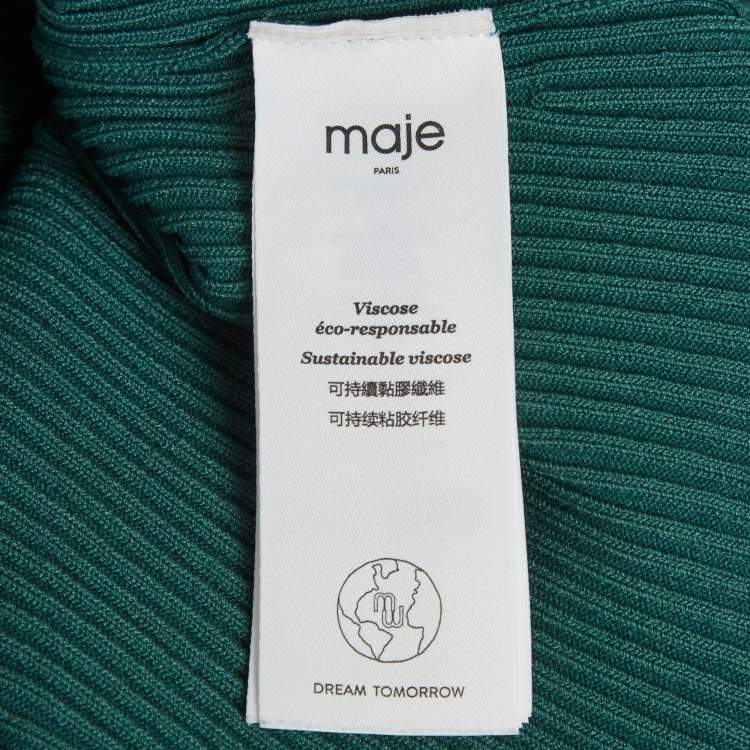 maje
PARIS
Viscose
éco-responsable
Sustainable viscose
可持續黏膠纖維
可持续粘胶纤维
MW
DREAM TOMORROW